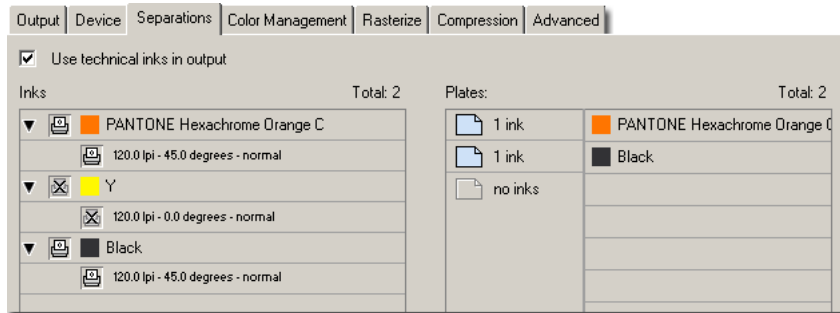 Output Device Separations Color Management Rasterize Compression Advanced
Use technical inks in output
Inks Total: 2 Plates: Total: 2
PANTONE Hexachrome Orange C 1 ink PANTONE Hexachrome Orange
120.0 lpi - 45.0 degrees - normal 1 ink Black
Y no inks
120.0 lpi - 0.0 degrees - normal
Black
120.0 lpi - 45.0 degrees - normal